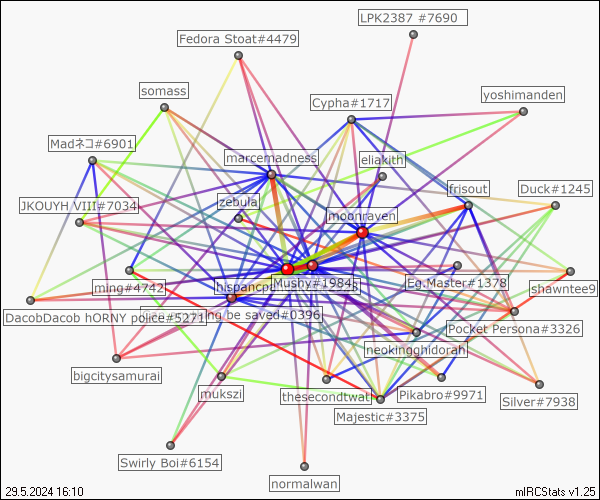 LPK2387 #7690
Fedora Stoat#4479
somass
yoshimanden
Cypha#1717
Madネコ#6901
marcemadness
eliakith
frisout
Duck#1245
JKOUYH VIII#7034
zebula
moonraven
ming#4742
hispancp
Musby#1984
Eg.Master#1378
shawntee9
DacobDacob hORNY police#5271
ng be saved#0396
Pocket Persona#3326
neokingghidorah
bigcitysamurai
mukszi
thesecondtwat
Pikabro#9971
Silver#7938
Majestic#3375
Swirly Boi#6154
normalwan
29.5.2024 16:10
mIRCStats v1.25